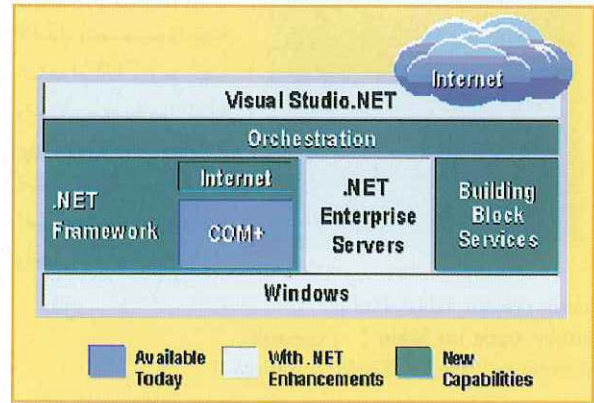 Internet
Visual Studio.NET
Orchestration
.NET
Framework
Internet
COM+
.NET
Enterprise
Servers
Building
Block
Services
Windows
Available
Today
With .NET
Enhancements
New
Capabilities